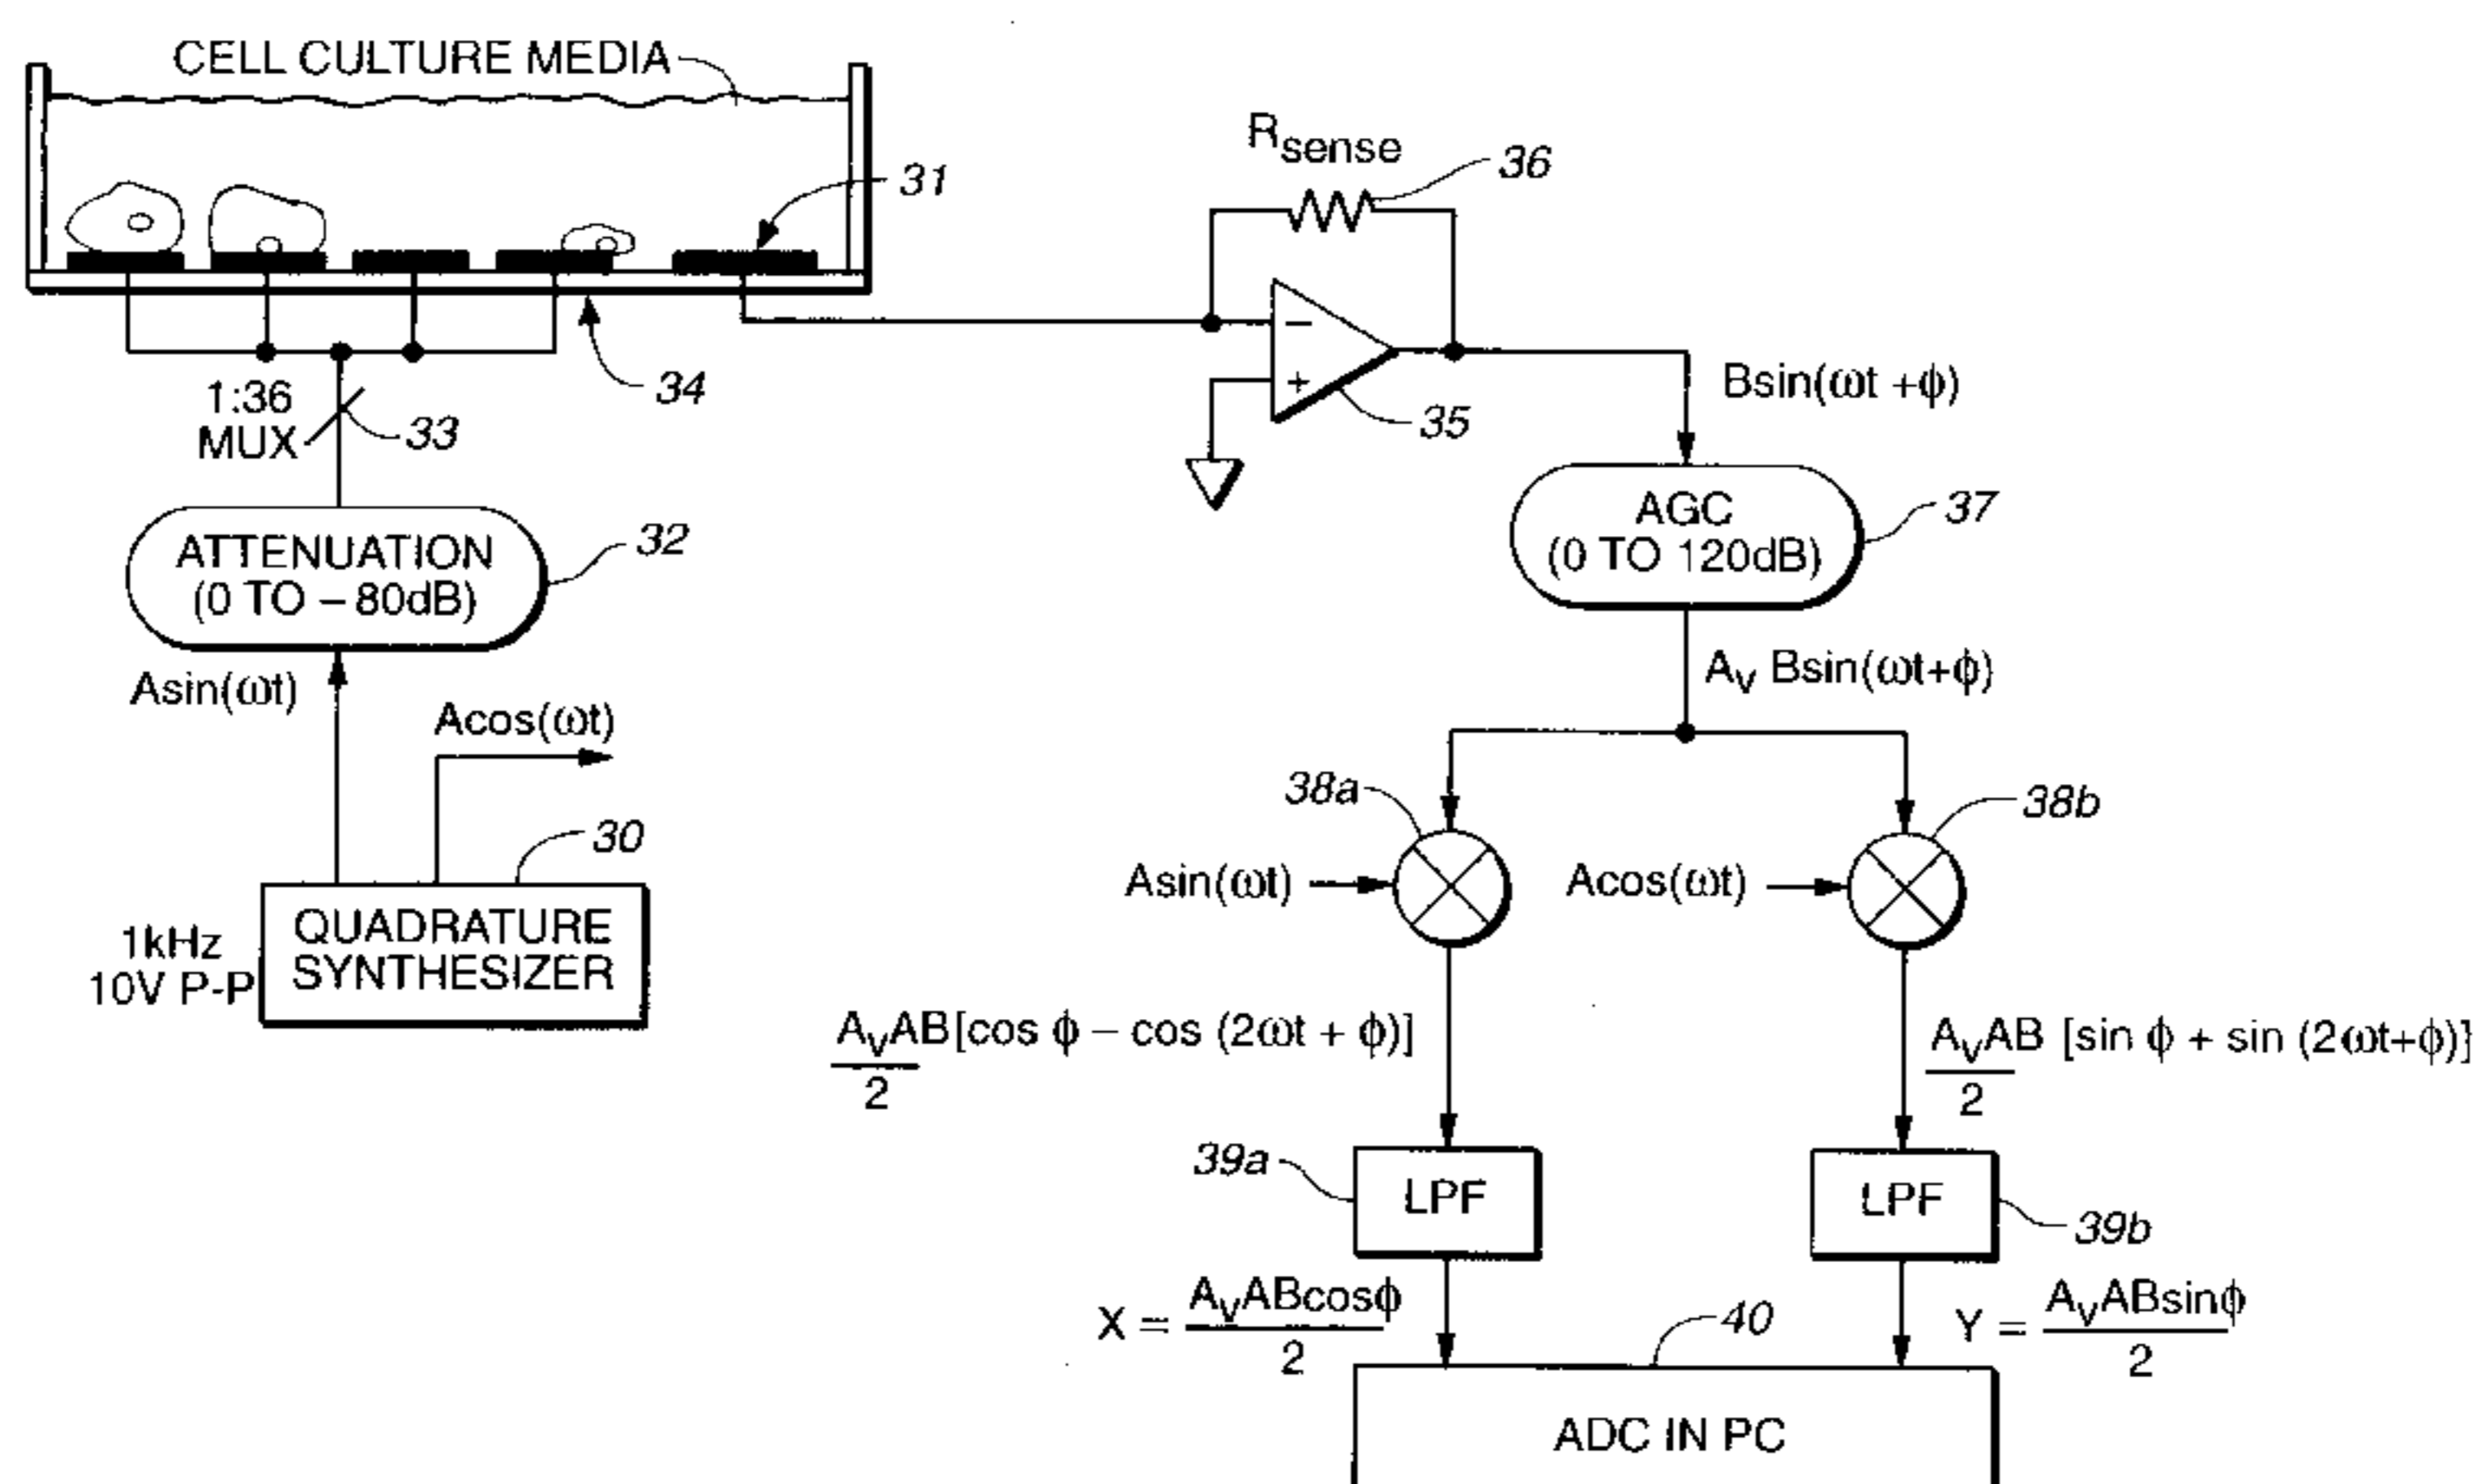 CELL CULTURE MEDIA
31
34
1:36
MUX
33
ATTENUATION
(0 TO – 80dB)
32
Asin(ωt)
Acos(ωt)
30
1kHz
10V P-P
QUADRATURE
SYNTHESIZER
Rsense
36
−
+
35
Bsin(ωt +ϕ)
AGC
(0 TO 120dB)
37
AV Bsin(ωt+ϕ)
38a
38b
Asin(ωt)
Acos(ωt)
AVAB[cos ϕ – cos (2ωt + ϕ)]
2
AVAB [sin ϕ + sin (2ωt+ϕ)]
2
39a
LPF
LPF
39b
X = AVABcosϕ
2
40
Y = AVABsinϕ
2
ADC IN PC